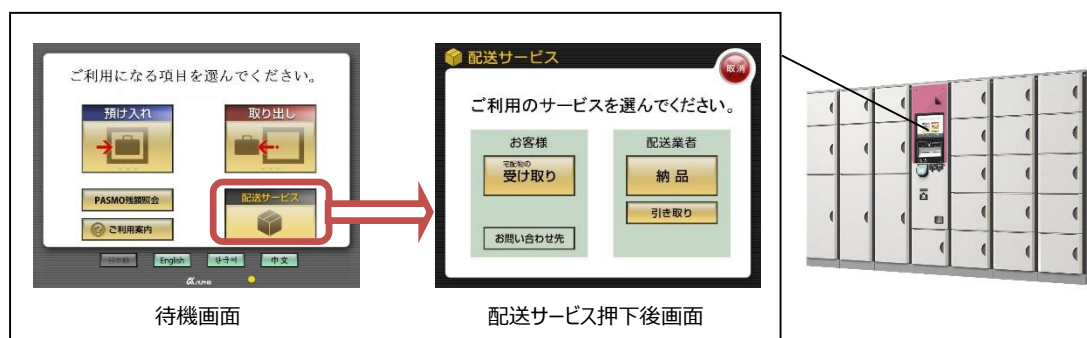 ご利用になる項目を選んでください。
預け入れ
取り出し
PASMO残額照会
配送サービス
ご利用案内
日本語
English
한국어
中文
待機画面
配送サービス
取消
ご利用のサービスを選んでください。
お客様
配送業者
宅配物の
受け取り
納品
引き取り
お問い合わせ先
配送サービス押下後画面